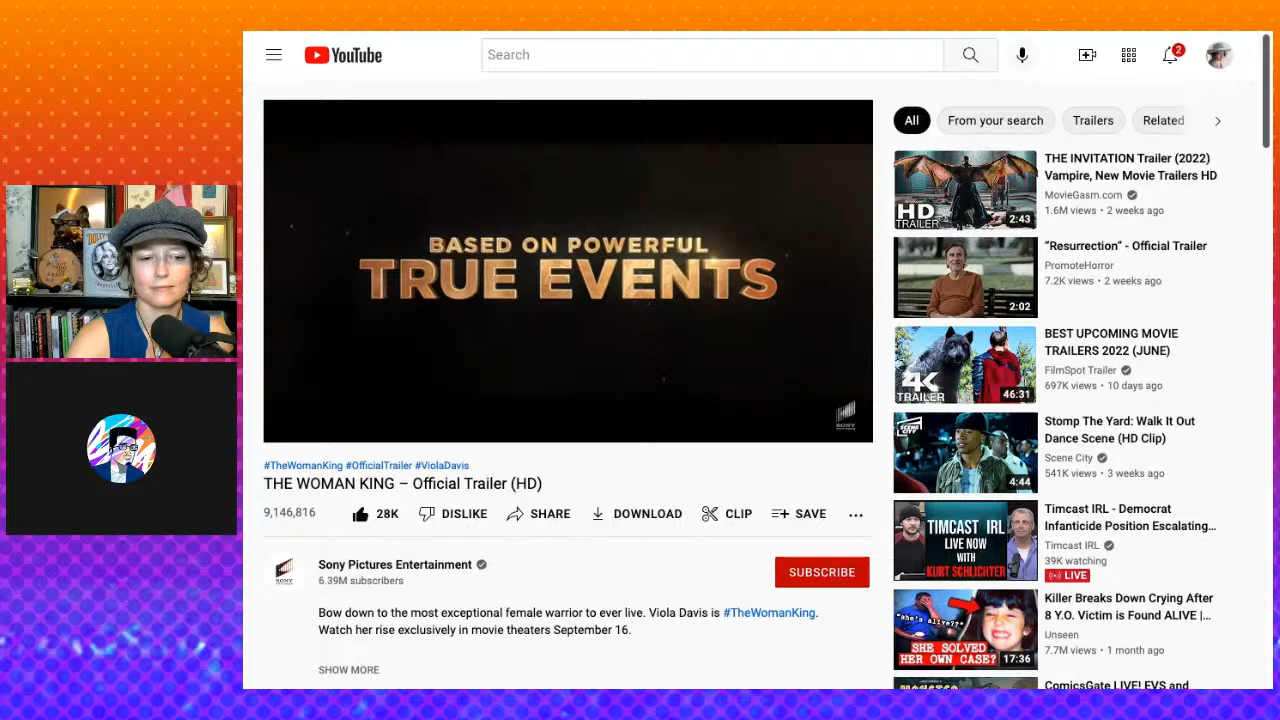 YouTube
Search
2
BASED ON POWERFUL
TRUE EVENTS
#TheWomanKing #OfficialTrailer #ViolaDavis
THE WOMAN KING – Official Trailer (HD)
9,146,816
28K
DISLIKE
SHARE
DOWNLOAD
CLIP
SAVE
SONY
Sony Pictures Entertainment
6.39M subscribers
SUBSCRIBE
Bow down to the most exceptional female warrior to ever live. Viola Davis is #TheWomanKing.
Watch her rise exclusively in movie theaters September 16.
SHOW MORE
All
From your search
Trailers
Related
HD
TRAILER
2:43
THE INVITATION Trailer (2022)
Vampire, New Movie Trailers HD
MovieGasm.com
1.6M views • 2 weeks ago
2:02
“Resurrection” - Official Trailer
PromoteHorror
7.2K views • 2 weeks ago
4K
TRAILER
46:31
BEST UPCOMING MOVIE
TRAILERS 2022 (JUNE)
FilmSpot Trailer
697K views • 10 days ago
SCENE CITY
4:44
Stomp The Yard: Walk It Out
Dance Scene (HD Clip)
Scene City
541K views • 3 weeks ago
TIMCAST IRL
LIVE NOW
WITH
KURT SCHLICHTER
Timcast IRL - Democrat
Infanticide Position Escalating…
Timcast IRL
39K watching
LIVE
"she's alive??"
SHE SOLVED
HER OWN CASE?
17:36
Killer Breaks Down Crying After
8 Y.O. Victim is Found ALIVE |…
Unseen
7.7M views • 1 month ago
ComicsGate LIVE! EVS and